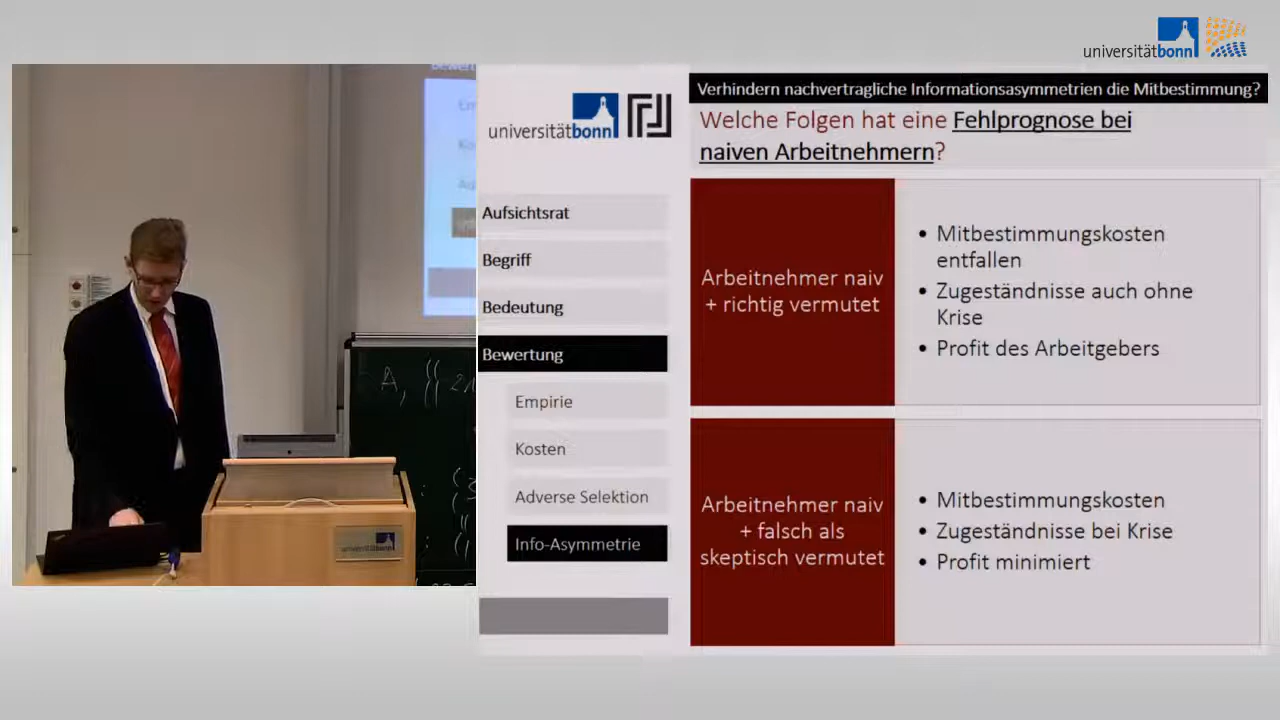 universitätbonn
universitätbonn
Verhindern nachvertragliche Informationsasymmetrien die Mitbestimmung?
Welche Folgen hat eine Fehlprognose bei
naiven Arbeitnehmern?
Aufsichtsrat
Begriff
Bedeutung
Bewertung
Empirie
Kosten
Adverse Selektion
Info-Asymmetrie
Arbeitnehmer naiv
+ richtig vermutet
• Mitbestimmungskosten
entfallen
• Zugeständnisse auch ohne
Krise
• Profit des Arbeitgebers
Arbeitnehmer naiv
+ falsch als
skeptisch vermutet
• Mitbestimmungskosten
• Zugeständnisse bei Krise
• Profit minimiert
universitätbonn